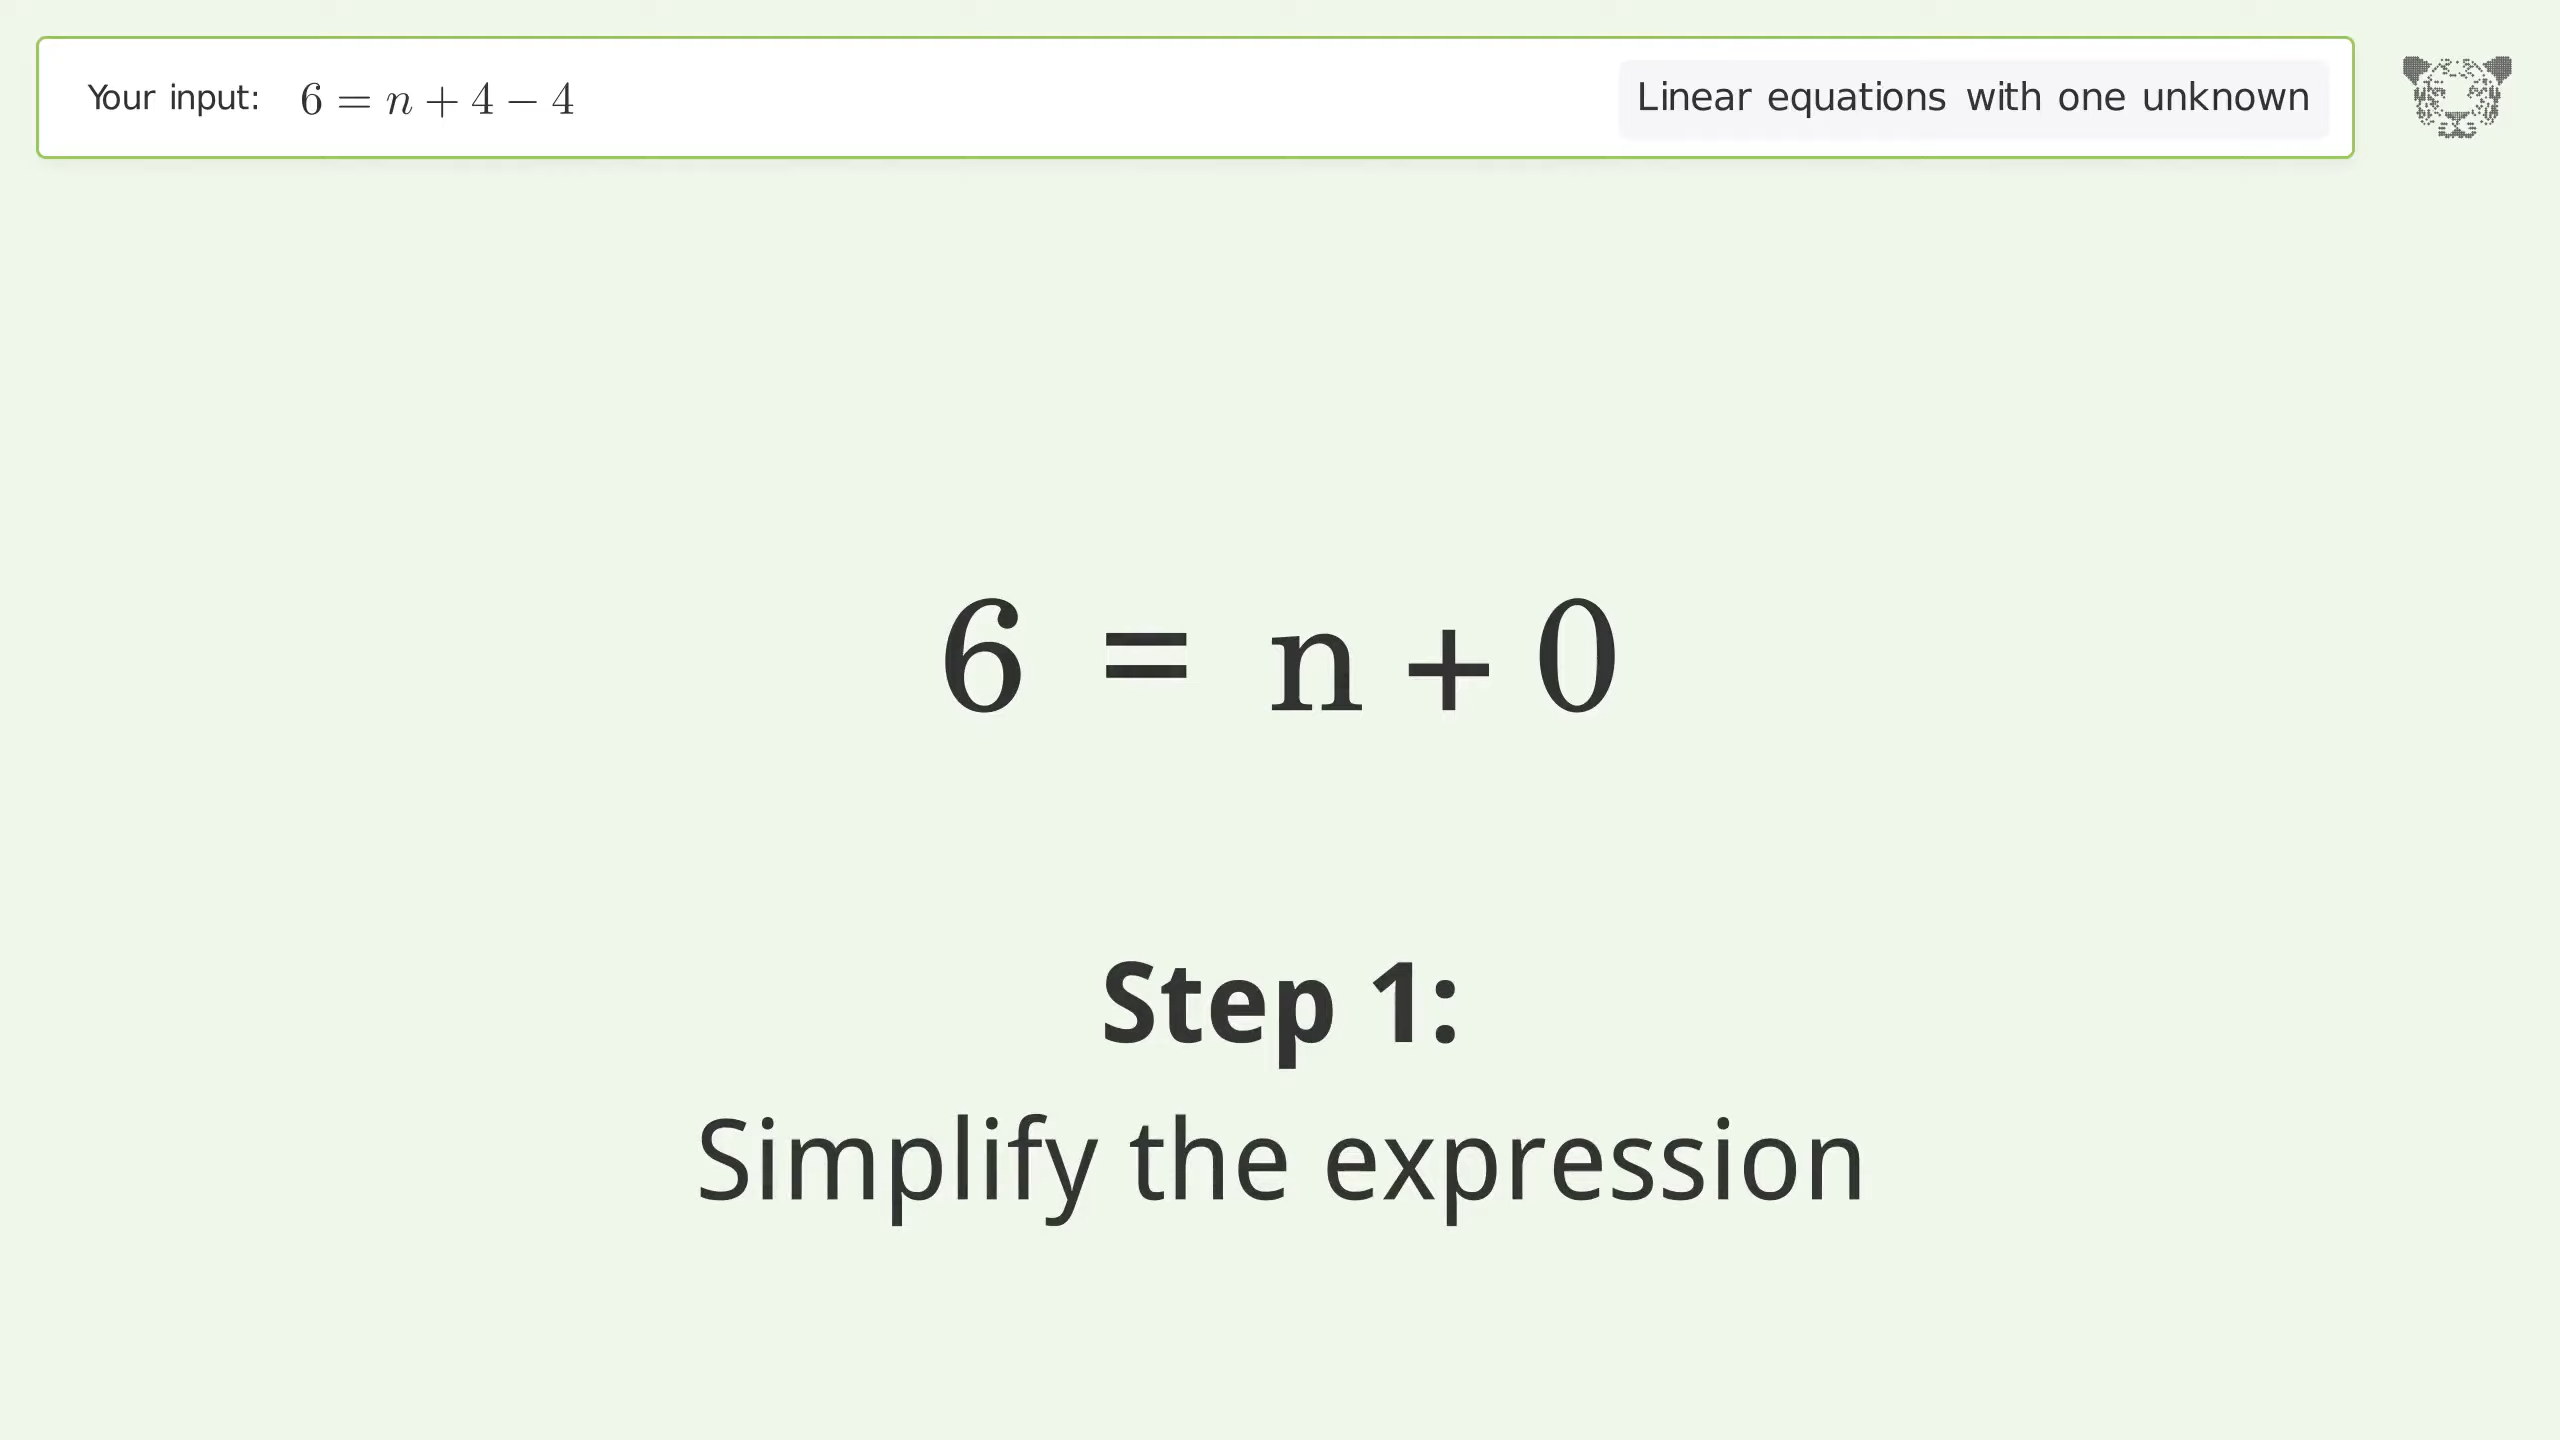 Your input: 6 = n + 4 − 4
Linear equations with one unknown
6 = n + 0
Step 1:
Simplify the expression